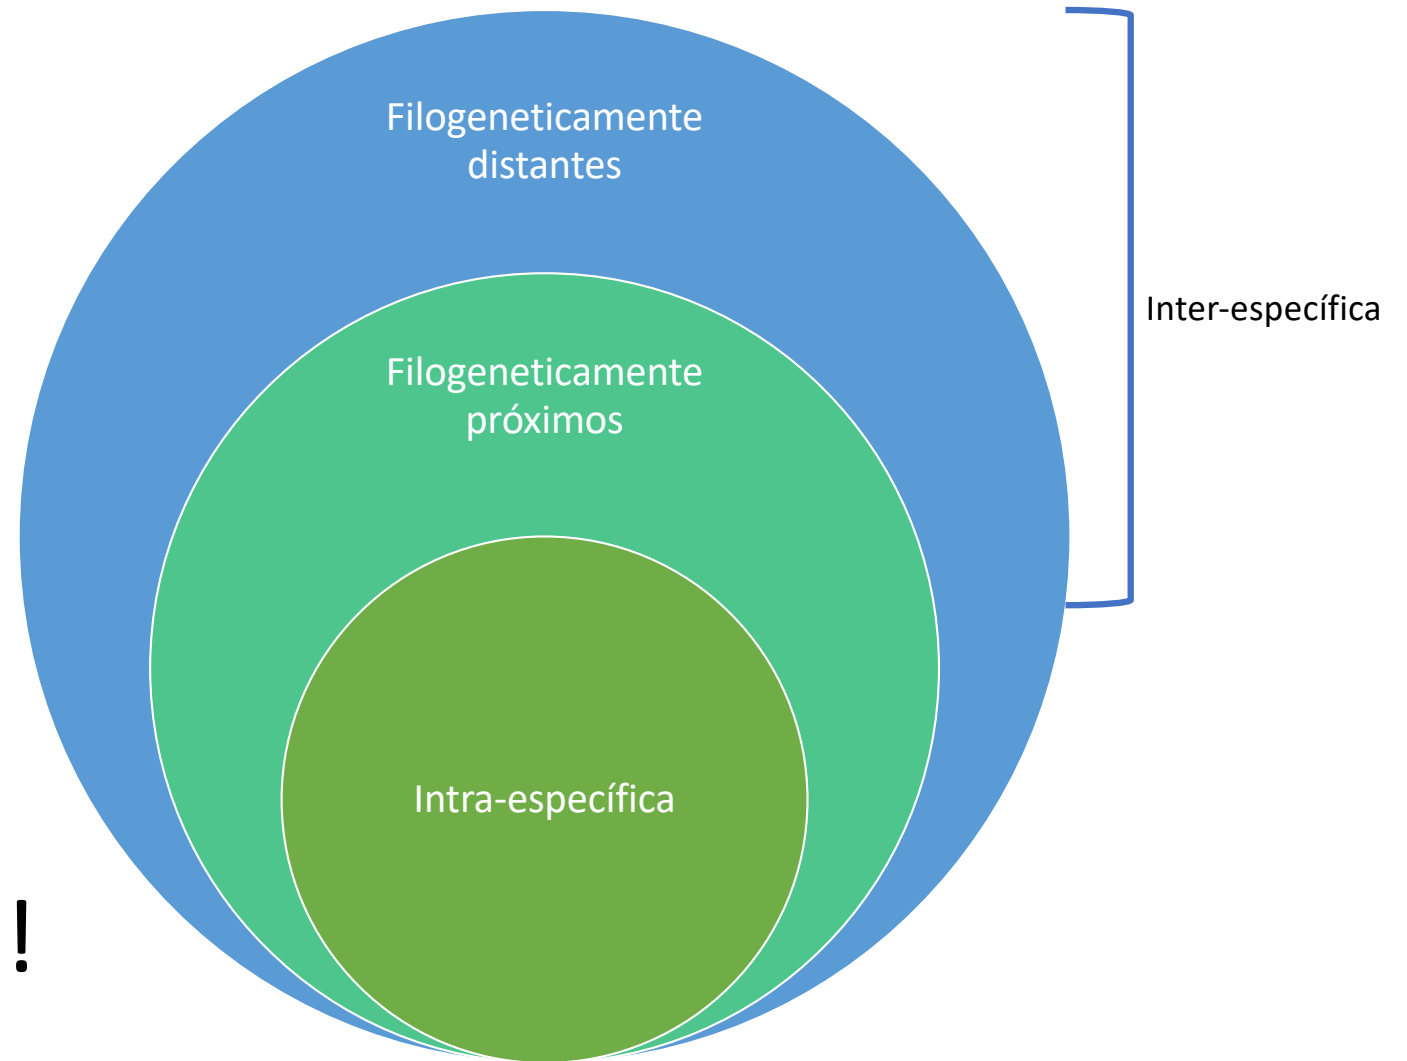 Filogeneticamente
distantes
Inter-específica
Filogeneticamente
próximos
Intra-específica
!